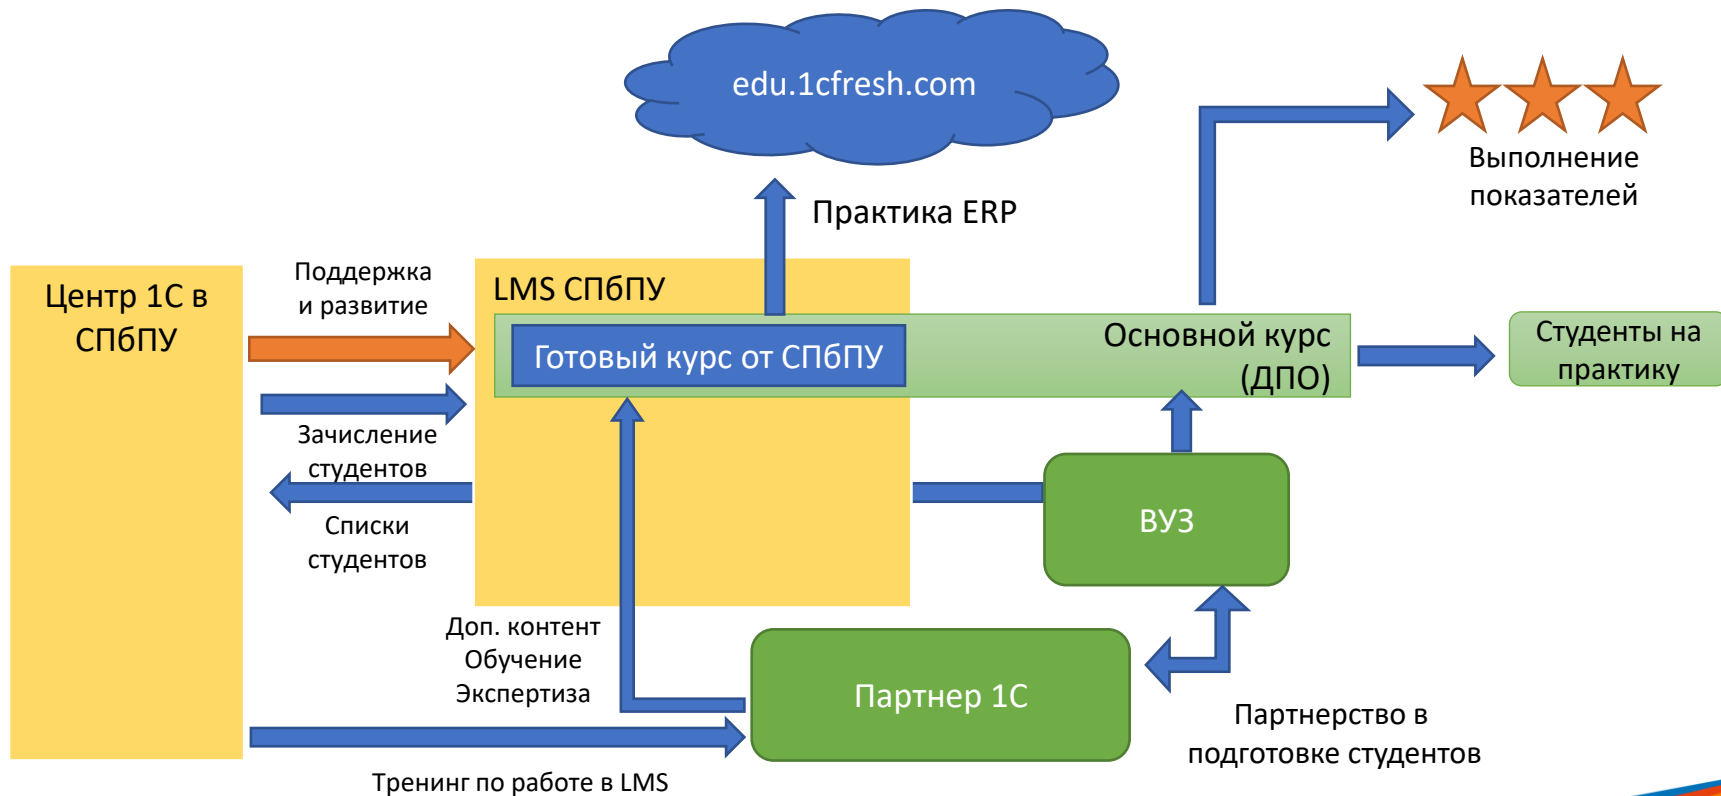 edu.1cfresh.com
Выполнение
показателей
Практика ERP
Центр 1С в
СПбПУ
Поддержка
и развитие
LMS СПбПУ
Готовый курс от СПбПУ
Основной курс
(ДПО)
Студенты на
практику
Зачисление
студентов
Списки
студентов
ВУЗ
Доп. контент
Обучение
Экспертиза
Партнер 1С
Партнерство в
подготовке студентов
Тренинг по работе в LMS